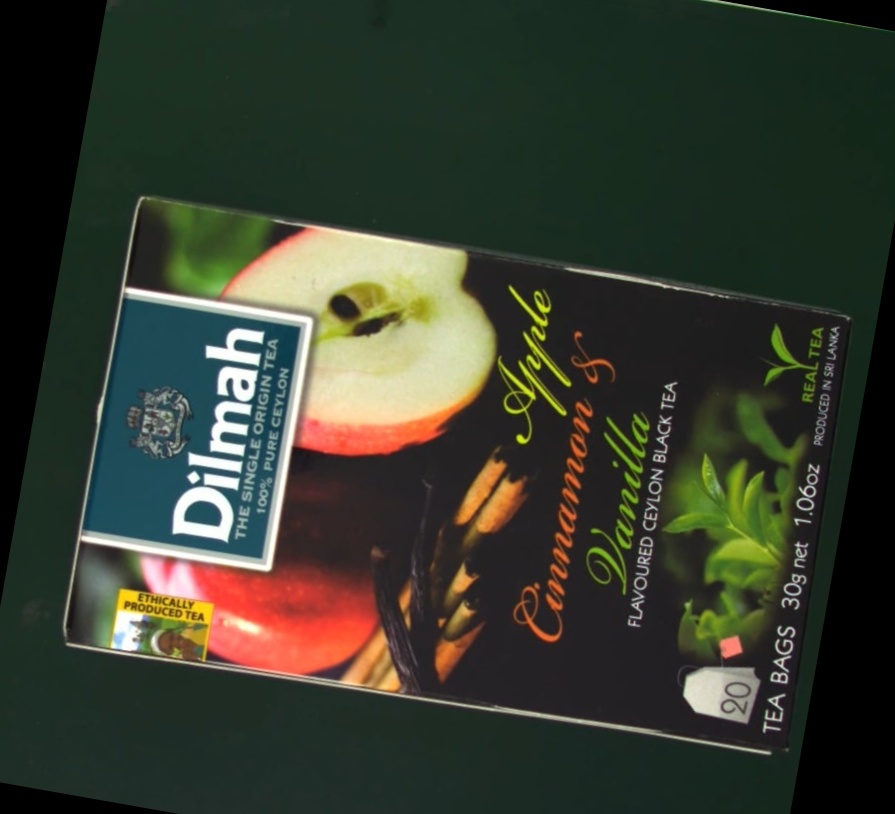 Dilmah
THE SINGLE ORIGIN TEA
100% PURE CEYLON
ETHICALLY
PRODUCED TEA
Apple
Cinnamon &
Vanilla
FLAVOURED CEYLON BLACK TEA
REAL TEA
PRODUCED IN SRI LANKA
20
TEA BAGS 30g net 1.06oz